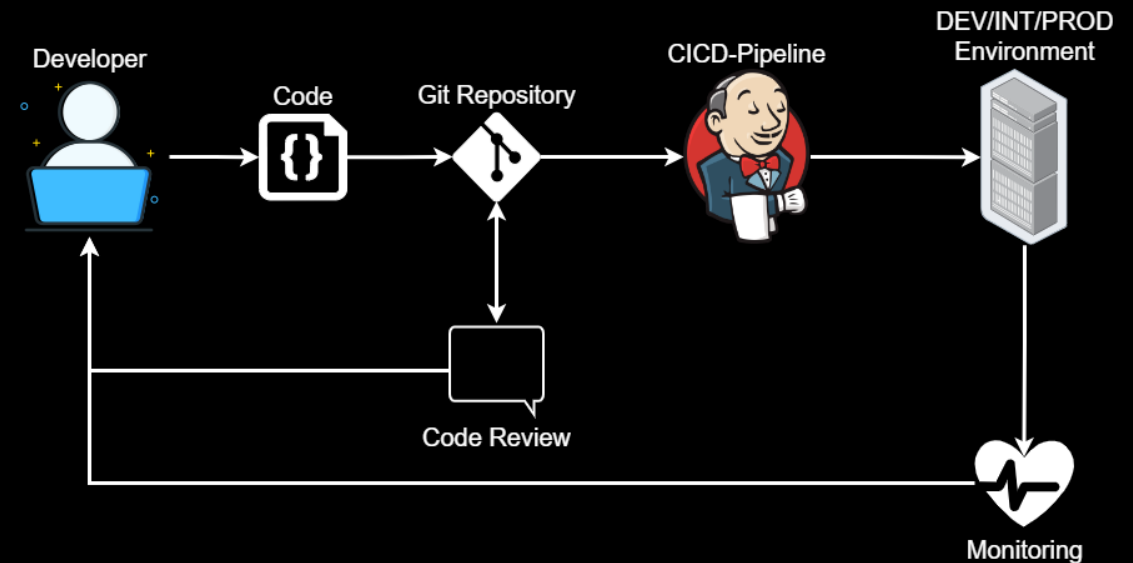 Developer
Code
Git Repository
CICD-Pipeline
DEV/INT/PROD
Environment
Code Review
Monitoring